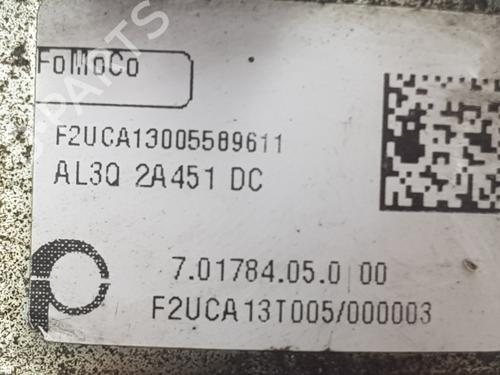 FoMoCo
F2UCA13005589611
AL3Q 2A451 DC
7.01784.05.0 00
F2UCA13T005/000003